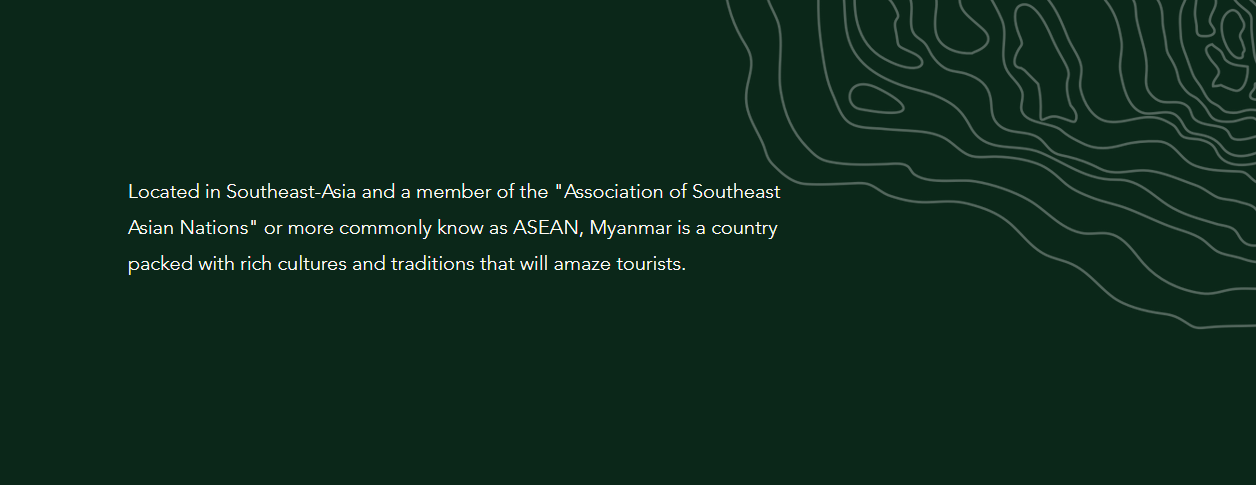 Located in Southeast-Asia and a member of the "Association of Southeast
Asian Nations" or more commonly know as ASEAN, Myanmar is a country
packed with rich cultures and traditions that will amaze tourists.